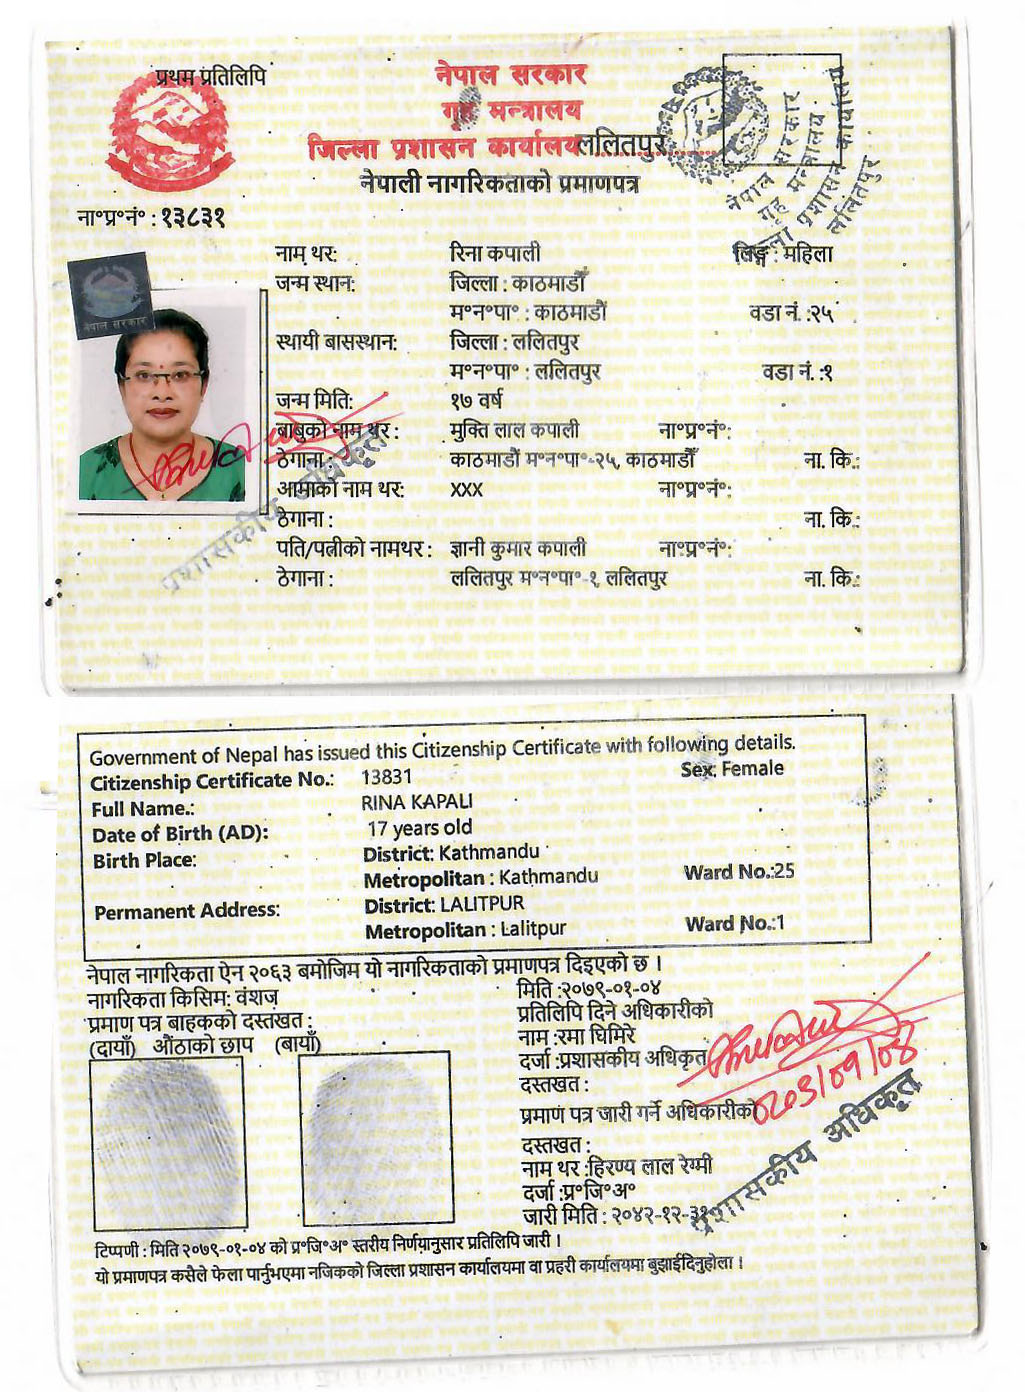 प्रथम प्रतिलिपि
नेपाल सरकार
गृह मन्त्रालय
जिल्ला प्रशासन कार्यालय ललितपुर
नेपाली नागरिकताको प्रमाणपत्र
नेपाल सरकार
गृह मन्त्रालय
जिल्ला प्रशासन कार्यालय
ललितपुर
ना°प्र°नं° : १३८३१
नाम थर: रिना कपाली लिङ्ग : महिला
जन्म स्थान: जिल्ला : काठमाडौं
म°न°पा° : काठमाडौं वडा नं. :२५
नेपाल सरकार
स्थायी बासस्थान: जिल्ला : ललितपुर
म°न°पा° : ललितपुर वडा नं. :१
जन्म मिति: १७ वर्ष
बाबुको नाम थर : मुक्ति लाल कपाली ना°प्र°नं°:
ठेगाना : काठमाडौं म°न°पा°-२५, काठमाडौं ना. कि.:
आमाको नाम थर: XXX ना°प्र°नं°:
ठेगाना : ना. कि.:
पति/पत्नीको नामथर : ज्ञानी कुमार कपाली ना°प्र°नं°:
ठेगाना : ललितपुर म°न°पा°-१, ललितपुर ना. कि.:
प्रशासकीय अधिकृत
Government of Nepal has issued this Citizenship Certificate with following details.
Citizenship Certificate No.: 13831 Sex: Female
Full Name.: RINA KAPALI
Date of Birth (AD): 17 years old
Birth Place: District: Kathmandu
Metropolitan : Kathmandu Ward No.:25
Permanent Address: District: LALITPUR
Metropolitan : Lalitpur Ward No.:1
नेपाल नागरिकता ऐन २०६३ बमोजिम यो नागरिकताको प्रमाणपत्र दिइएको छ ।
नागरिकता किसिम: वंशज
प्रमाण पत्र बाहकको दस्तखत :
(दायाँ) औंठाको छाप (बायाँ)
मिति :२०७९-०१-०४
प्रतिलिपि दिने अधिकारीको
नाम :रमा घिमिरे
दर्जा :प्रशासकीय अधिकृत
दस्तखत :
प्रमाण पत्र जारी गर्ने अधिकारीको
दस्तखत :
नाम थर :हिरण्य लाल रेग्मी
दर्जा :प्र°जि°अ°
जारी मिति : २०४२-१२-३१
प्रशासकीय अधिकृत
टिप्पणी : मिति २०७९-०१-०४ को प्र°जि°अ° स्तरीय निर्णयानुसार प्रतिलिपि जारी ।
यो प्रमाणपत्र कसैले फेला पार्नुभएमा नजिकको जिल्ला प्रशासन कार्यालयमा वा प्रहरी कार्यालयमा बुझाईदिनुहोला ।